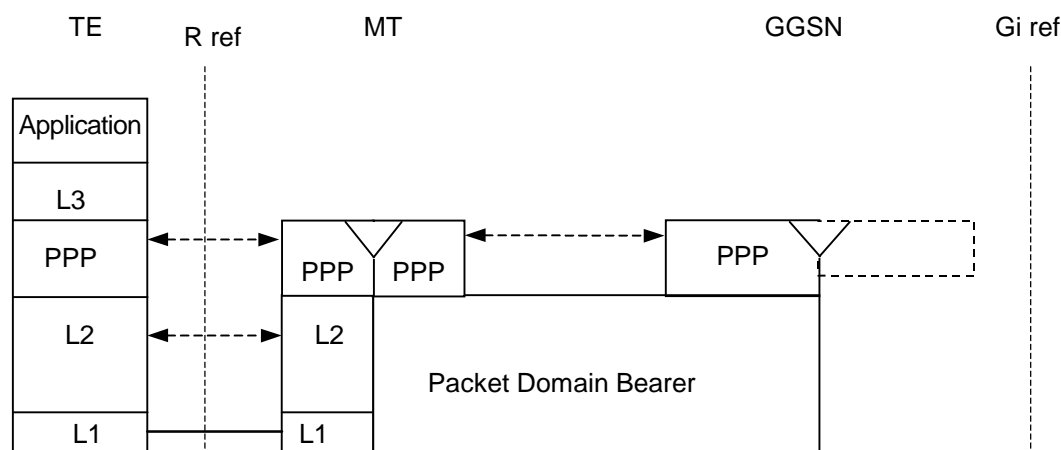 TE
R ref
MT
GGSN
Gi ref
Application
L3
PPP
PPP
PPP
PPP
L2
L2
Packet Domain Bearer
L1
L1